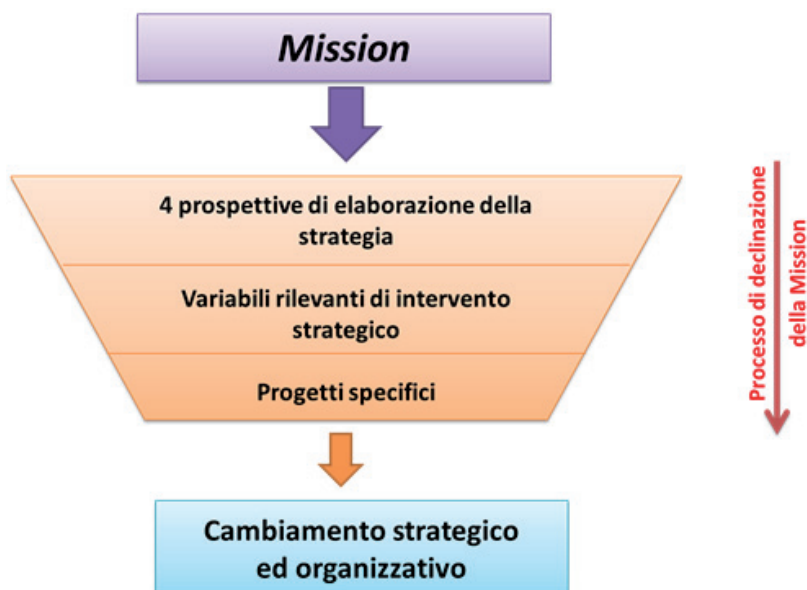 Mission
4 prospettive di elaborazione della
strategia
Variabili rilevanti di intervento
strategico
Progetti specifici
Cambiamento strategico
ed organizzativo
Processo di declinazione
della Mission